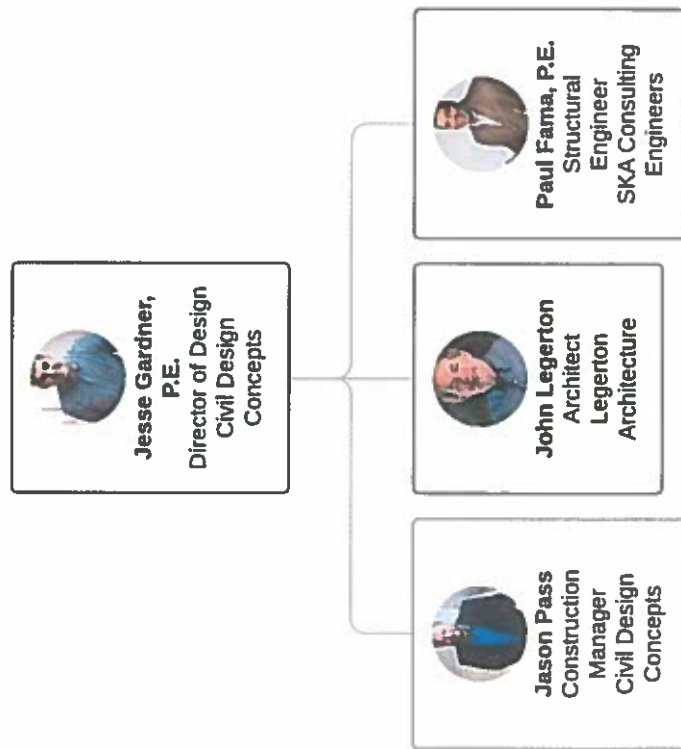 Jesse Gardner,
P.E.
Director of Design
Civil Design
Concepts
Jason Pass
Construction
Manager
Civil Design
Concepts
John Legerton
Architect
Legerton
Architecture
Paul Fama, P.E.
Structural
Engineer
SKA Consulting
Engineers